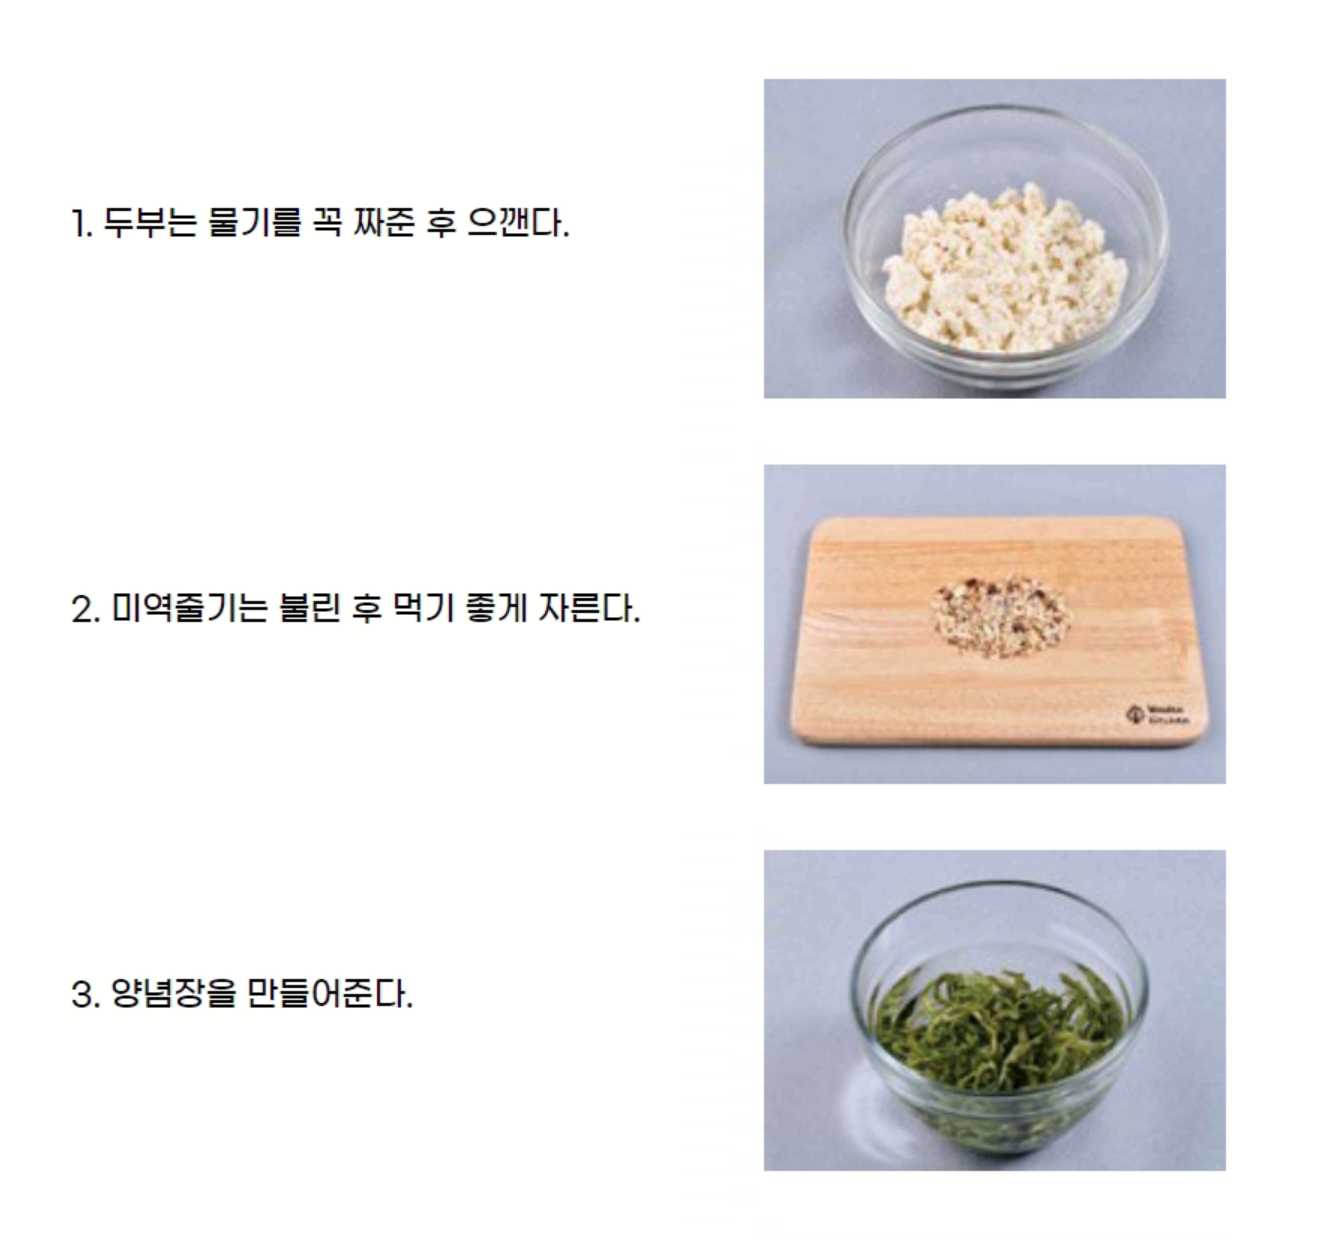 1. 두부는 물기를 꼭 짜준 후 으깬다.
2. 미역줄기는 불린 후 먹기 좋게 자른다.
3. 양념장을 만들어준다.